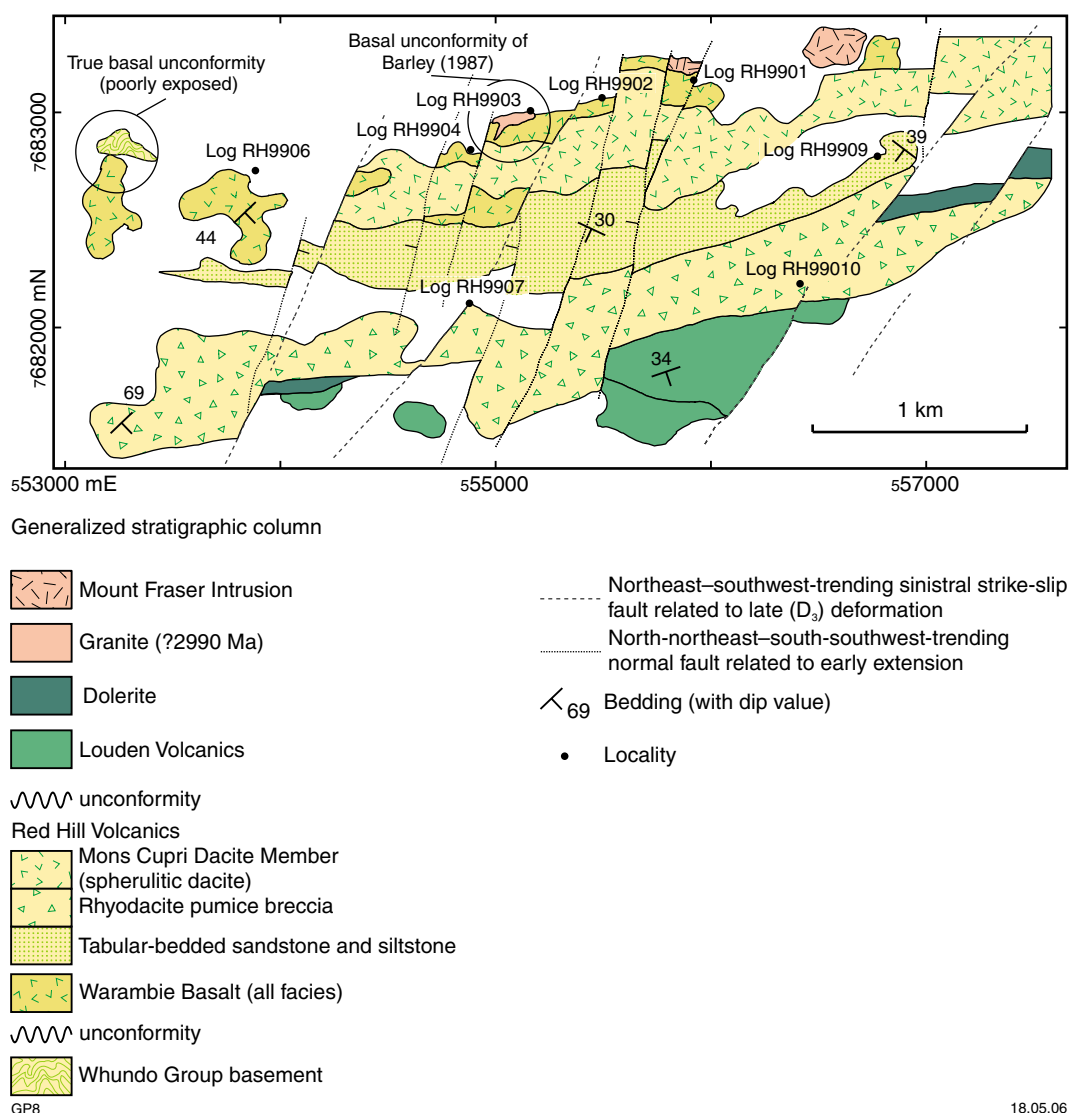 True basal unconformity
(poorly exposed)
Basal unconformity of
Barley (1987)
Log RH9901
Log RH9902
Log RH9903
Log RH9904
Log RH9906
Log RH9909
39
44
30
Log RH9907
Log RH99010
34
69
1 km
7683000
7682000 mN
553000 mE
555000
557000
Generalized stratigraphic column
Mount Fraser Intrusion
Granite (?2990 Ma)
Dolerite
Louden Volcanics
unconformity
Red Hill Volcanics
Mons Cupri Dacite Member
(spherulitic dacite)
Rhyodacite pumice breccia
Tabular-bedded sandstone and siltstone
Warambie Basalt (all facies)
unconformity
Whundo Group basement
Northeast–southwest-trending sinistral strike-slip
fault related to late (D₃) deformation
North-northeast–south-southwest-trending
normal fault related to early extension
69 Bedding (with dip value)
Locality
GP8
18.05.06